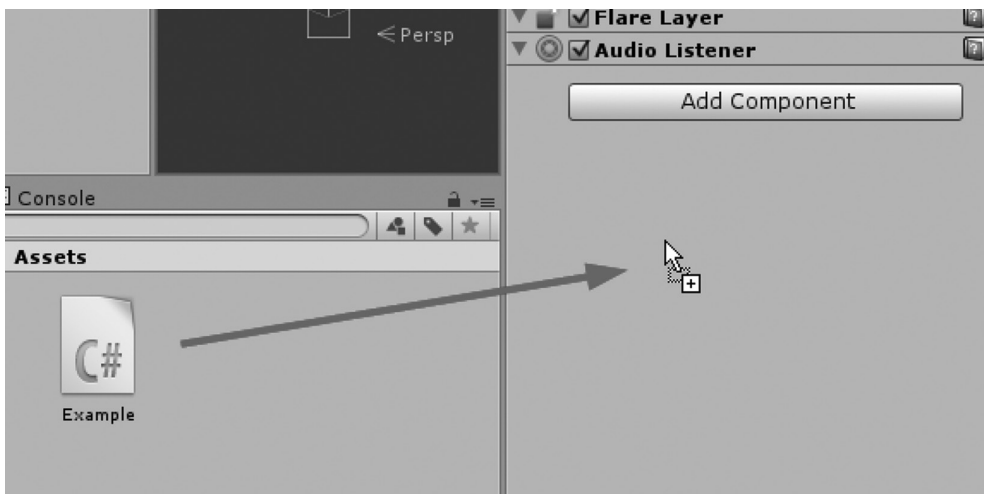 Flare Layer
Audio Listener
Add Component
Persp
Console
Assets
C#
Example